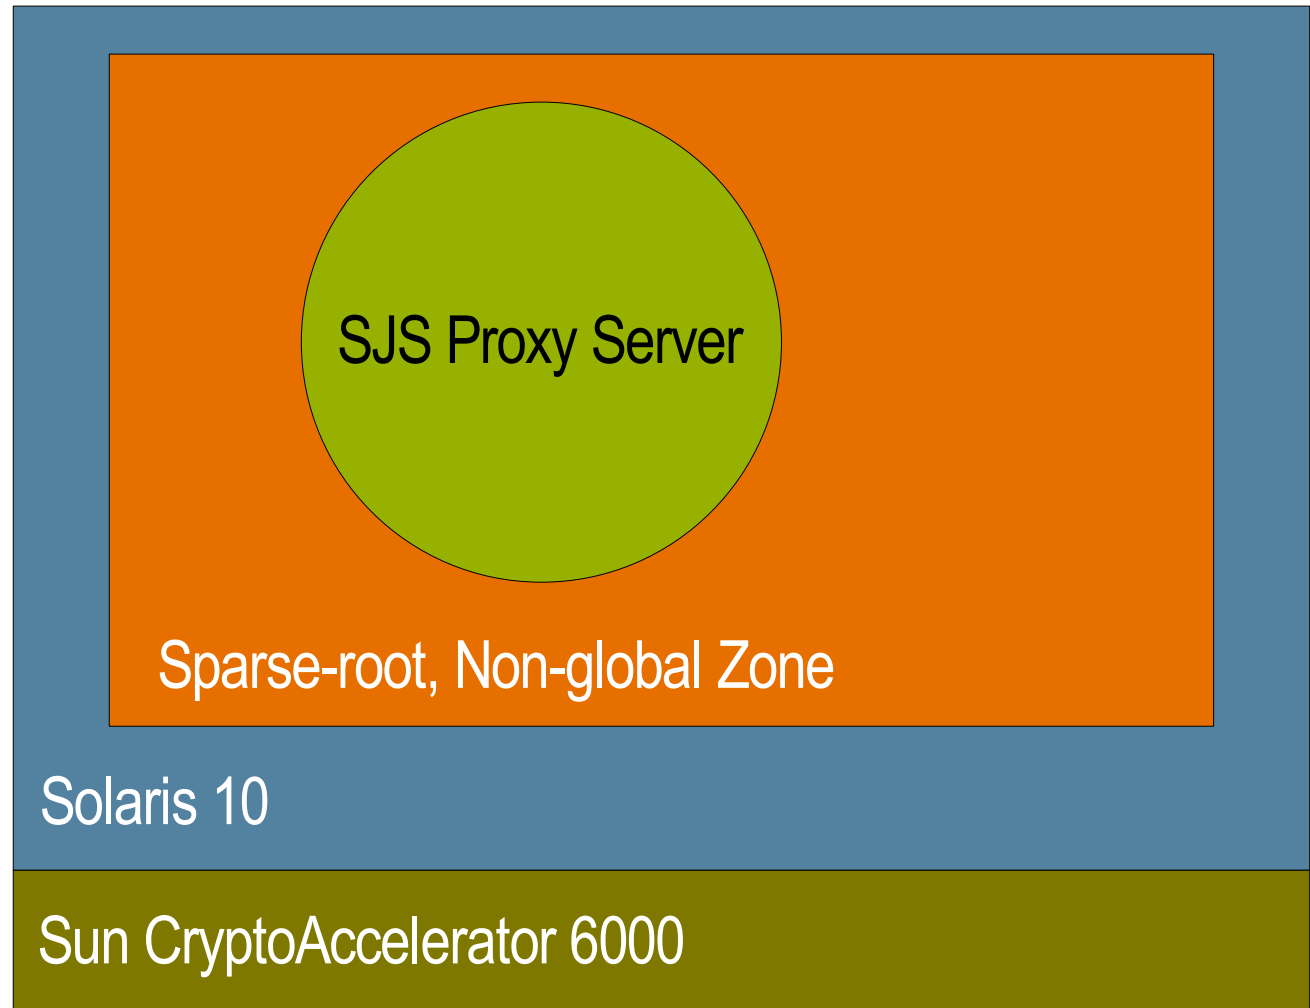 SJS Proxy Server
Sparse-root, Non-global Zone
Solaris 10
Sun CryptoAccelerator 6000